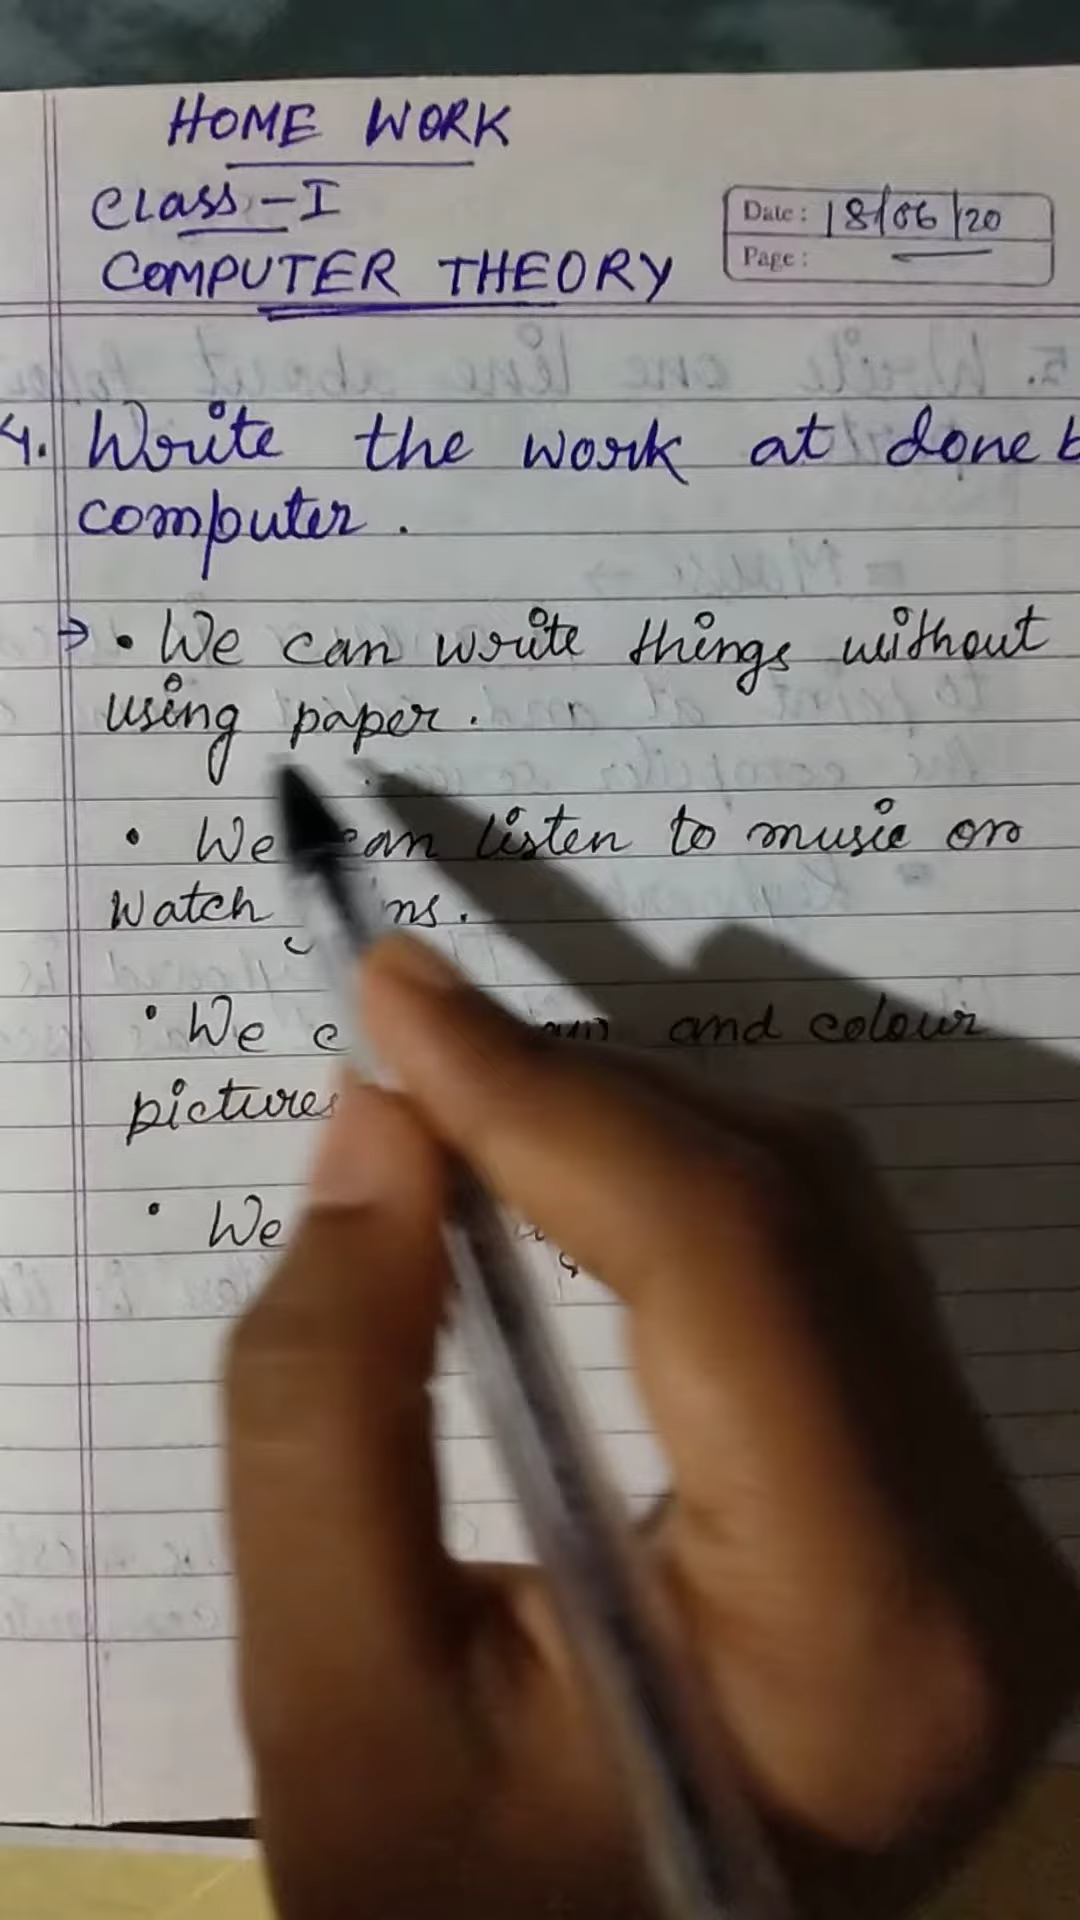 HOME WORK
Class - I
Date: 18/06/20
Page:
COMPUTER THEORY
4. Write the work at done
computer.
→ • We can write things without
using paper.
• We can listen to music or
watch
• We and colour
pictures
• We